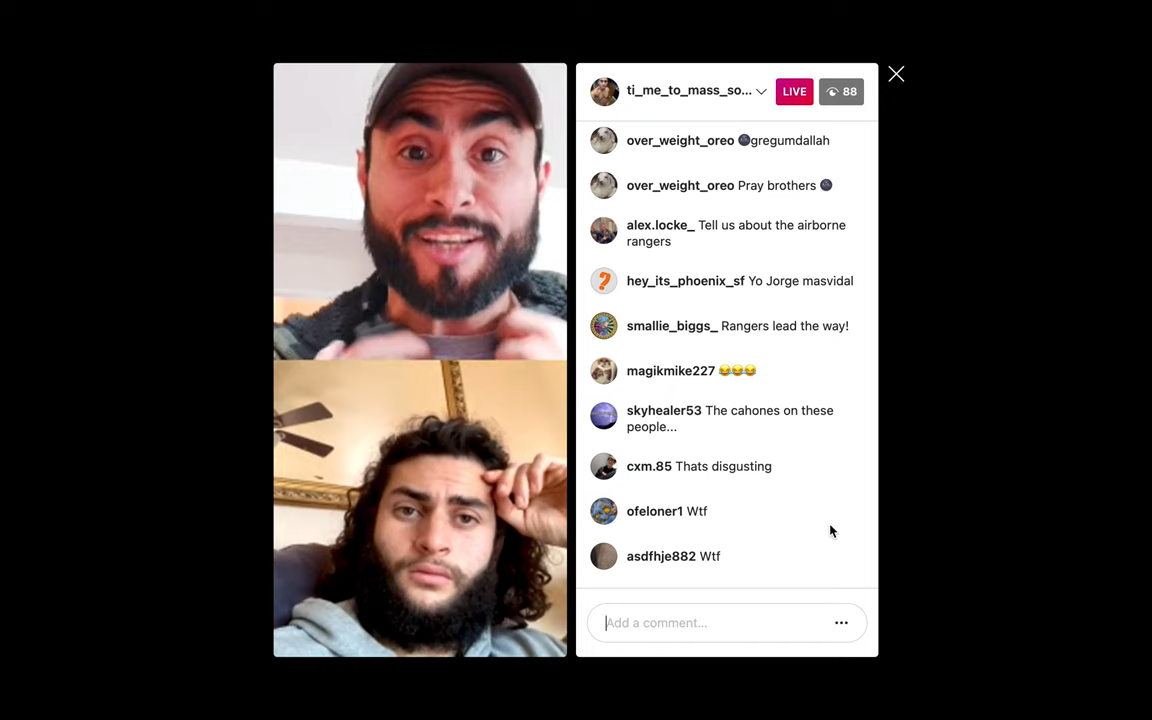 ti_me_to_mass_so... LIVE 88
over_weight_oreo 🌚gregumdallah
over_weight_oreo Pray brothers 🌚
alex.locke_ Tell us about the airborne
rangers
hey_its_phoenix_sf Yo Jorge masvidal
smallie_biggs_ Rangers lead the way!
magikmike227 😂😂😂
skyhealer53 The cahones on these
people...
cxm.85 Thats disgusting
ofeloner1 Wtf
asdfhje882 Wtf
Add a comment...